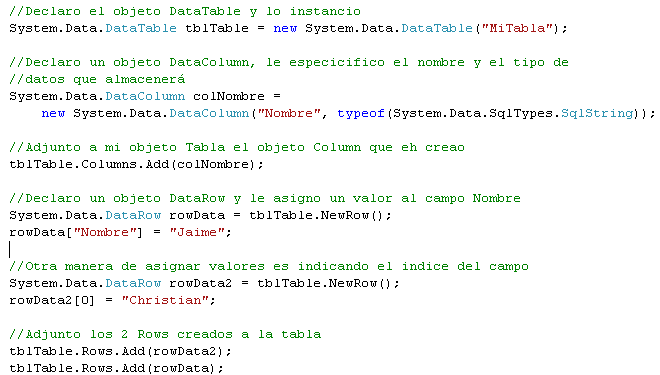 //Declaro el objeto DataTable y lo instancio
System.Data.DataTable tblTable = new System.Data.DataTable("MiTabla");
//Declaro un objeto DataColumn, le especicifico el nombre y el tipo de
//datos que almacenerá
System.Data.DataColumn colNombre =
new System.Data.DataColumn("Nombre", typeof(System.Data.SqlTypes.SqlString));
//Adjunto a mi objeto Tabla el objeto Column que eh creao
tblTable.Columns.Add(colNombre);
//Declaro un objeto DataRow y le asigno un valor al campo Nombre
System.Data.DataRow rowData = tblTable.NewRow();
rowData["Nombre"] = "Jaime";
//Otra manera de asignar valores es indicando el indice del campo
System.Data.DataRow rowData2 = tblTable.NewRow();
rowData2[0] = "Christian";
//Adjunto los 2 Rows creados a la tabla
tblTable.Rows.Add(rowData2);
tblTable.Rows.Add(rowData);